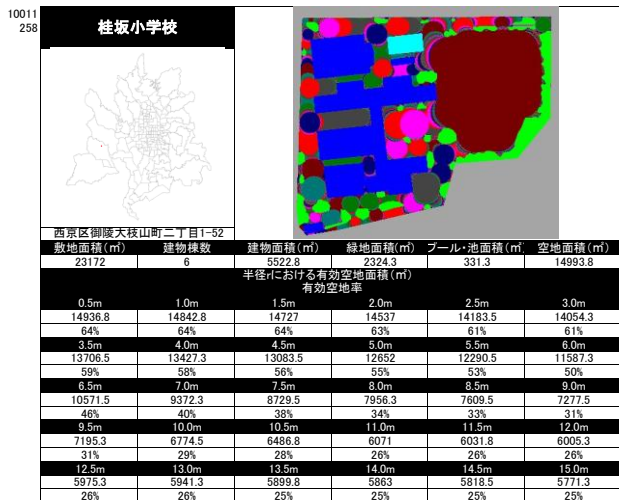 10011
258
桂坂小学校
西京区御陵大枝山町二丁目1-52
敷地面積(㎡) 建物棟数 建物面積(㎡) 緑地面積(㎡) プール・池面積(㎡) 空地面積(㎡)
23172 6 5522.8 2324.3 331.3 14993.8
半径rにおける有効空地面積(㎡)
有効空地率
0.5m 1.0m 1.5m 2.0m 2.5m 3.0m
14936.8 14842.8 14727 14537 14183.5 14054.3
64% 64% 64% 63% 61% 61%
3.5m 4.0m 4.5m 5.0m 5.5m 6.0m
13706.5 13427.3 13083.5 12652 12290.5 11587.3
59% 58% 56% 55% 53% 50%
6.5m 7.0m 7.5m 8.0m 8.5m 9.0m
10571.5 9372.3 8729.5 7956.3 7609.5 7277.5
46% 40% 38% 34% 33% 31%
9.5m 10.0m 10.5m 11.0m 11.5m 12.0m
7195.3 6774.5 6486.8 6071 6031.8 6005.3
31% 29% 28% 26% 26% 26%
12.5m 13.0m 13.5m 14.0m 14.5m 15.0m
5975.3 5941.3 5899.8 5863 5818.5 5771.3
26% 26% 25% 25% 25% 25%